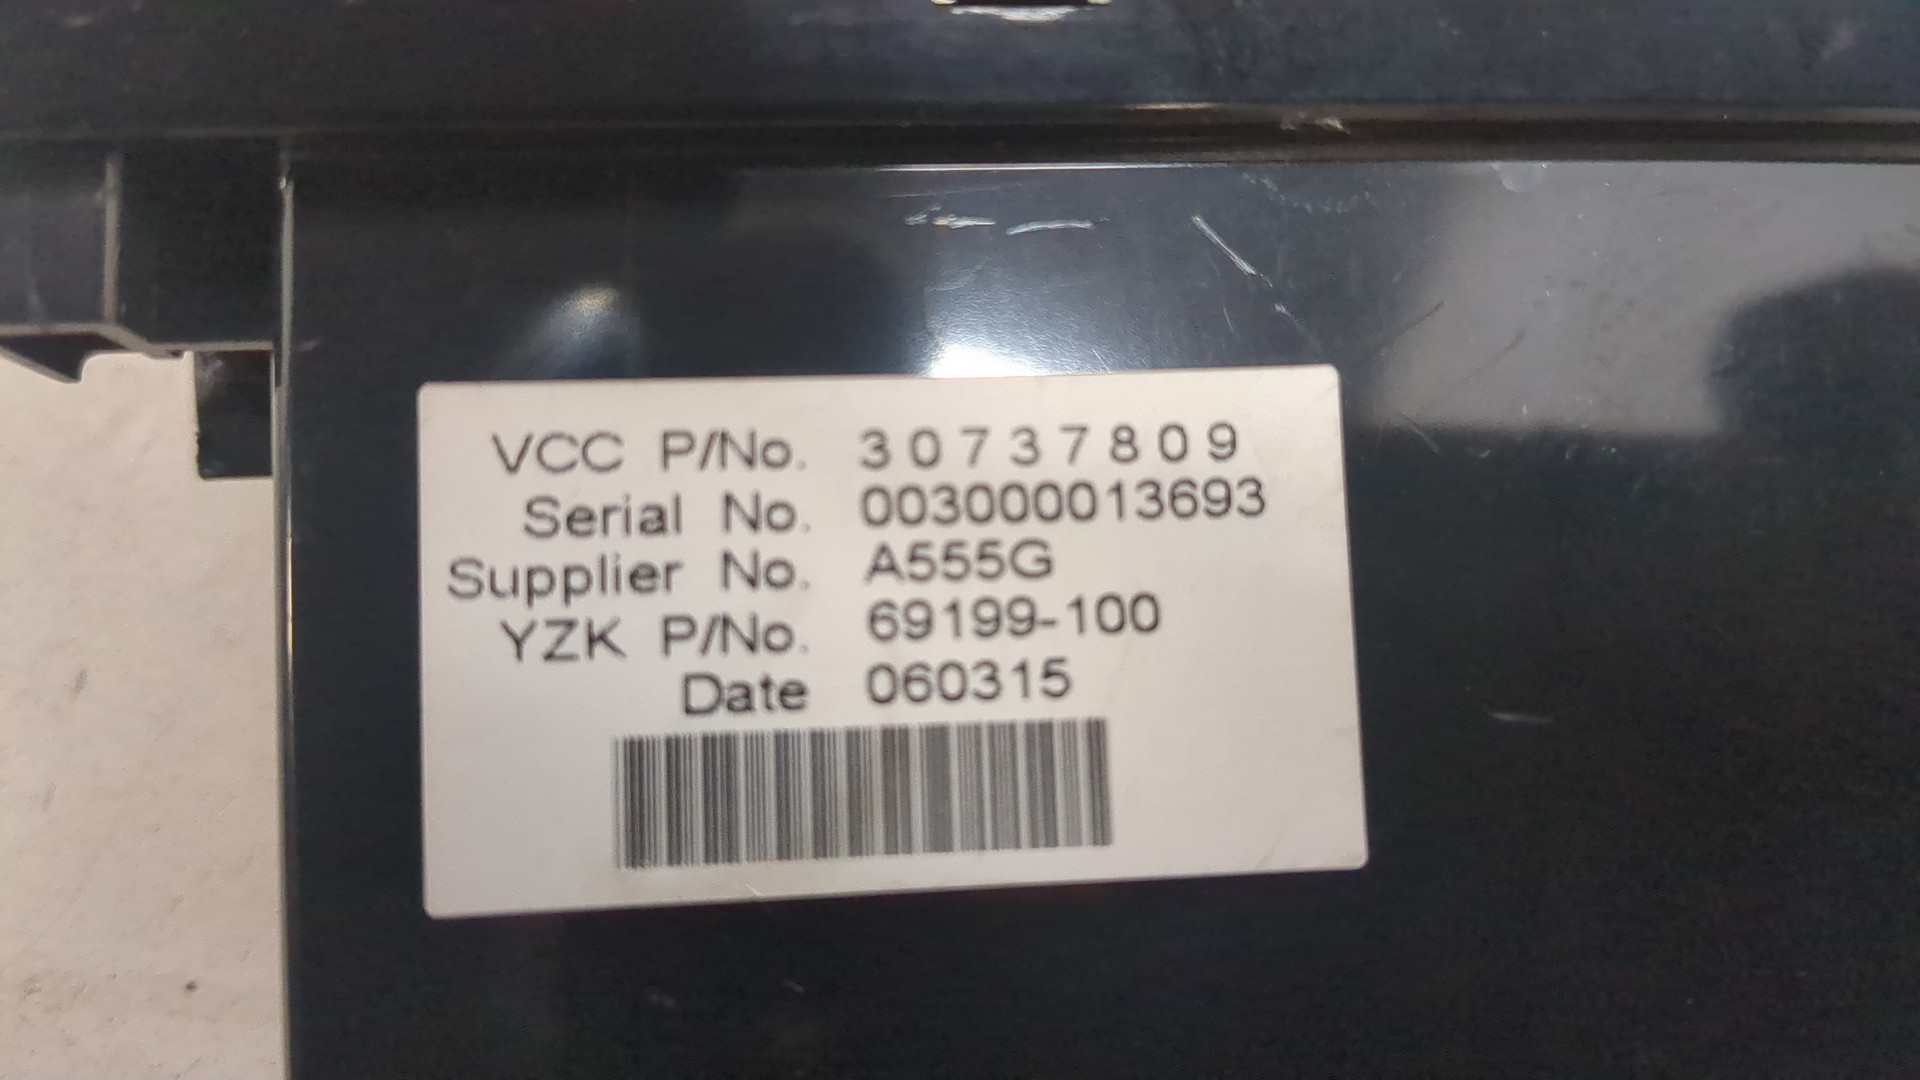 VCC P/No. 30737809
Serial No. 003000013693
Supplier No. A555G
YZK P/No. 69199-100
Date 060315